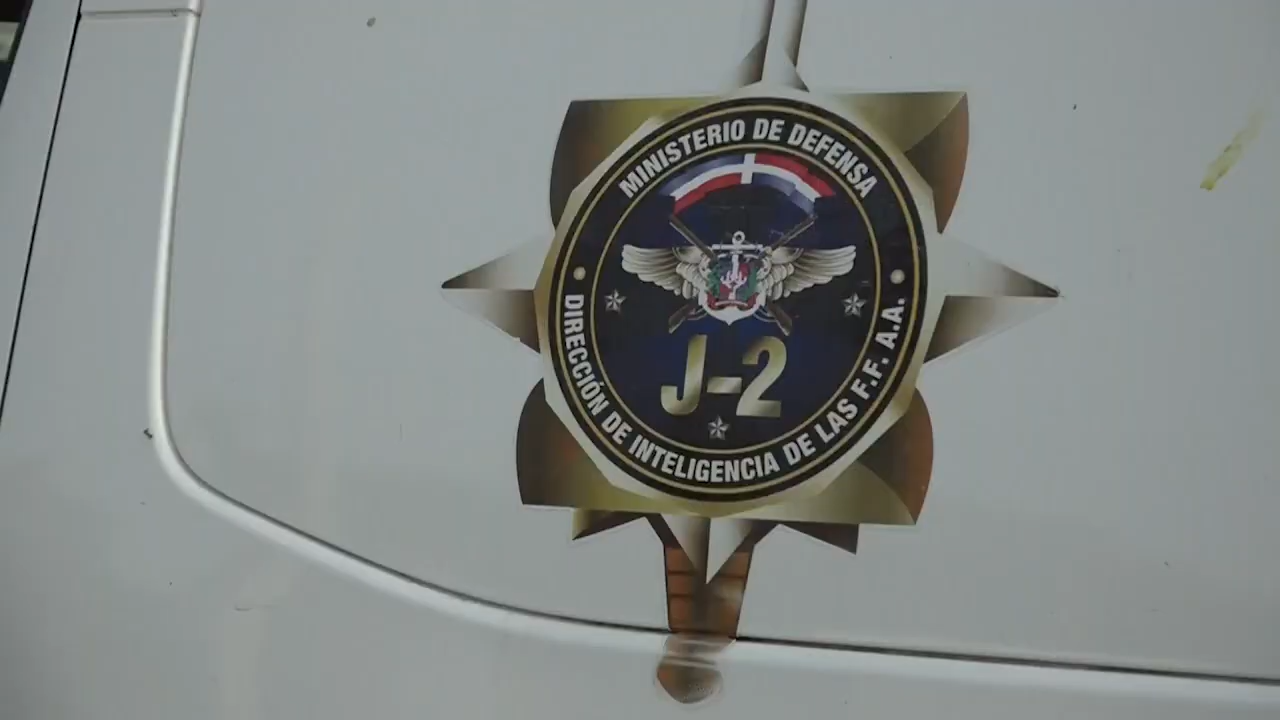 MINISTERIO DE DEFENSA
J-2
DIRECCIÓN DE INTELIGENCIA DE LAS F.F. A.A.